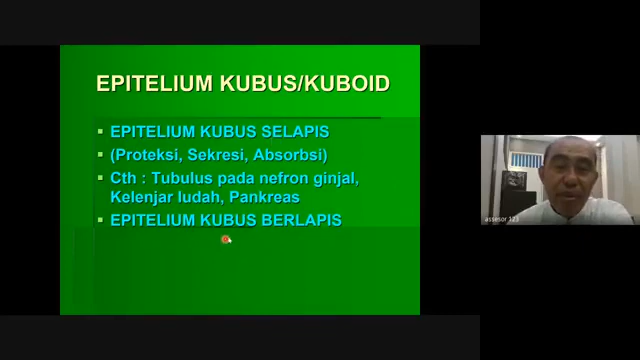 EPITELIUM KUBUS/KUBOID
EPITELIUM KUBUS SELAPIS
(Proteksi, Sekresi, Absorbsi)
Cth : Tubulus pada nefron ginjal,
Kelenjar ludah, Pankreas
EPITELIUM KUBUS BERLAPIS
assesor 123